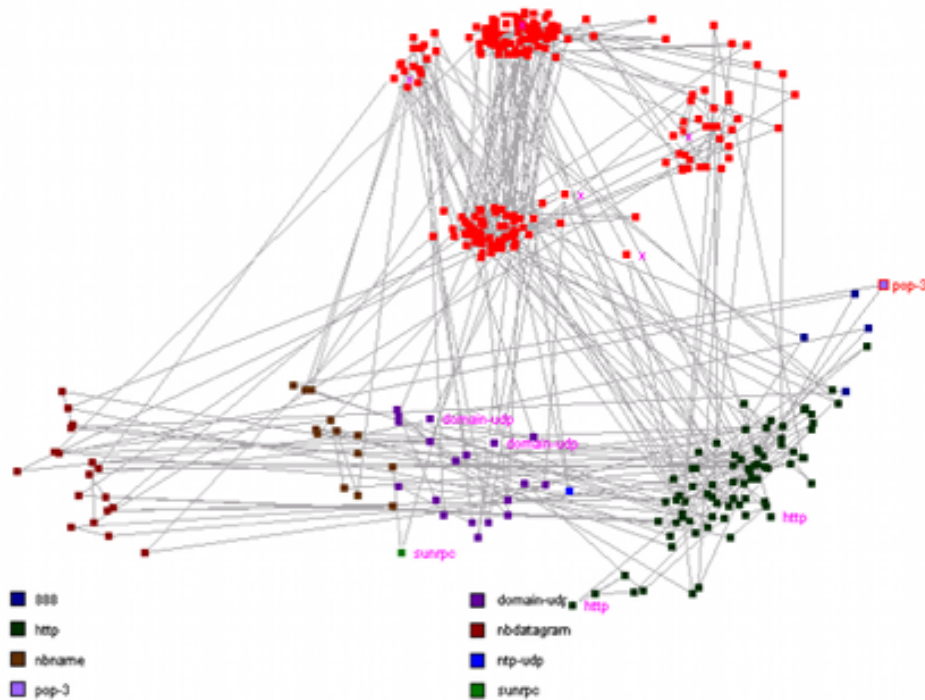 x
x
pop-3
domain-udp
domain-udp
http
sunrpc
http
888
domain-udp
http
nbdatagram
nbname
ntp-udp
pop-3
sunrpc